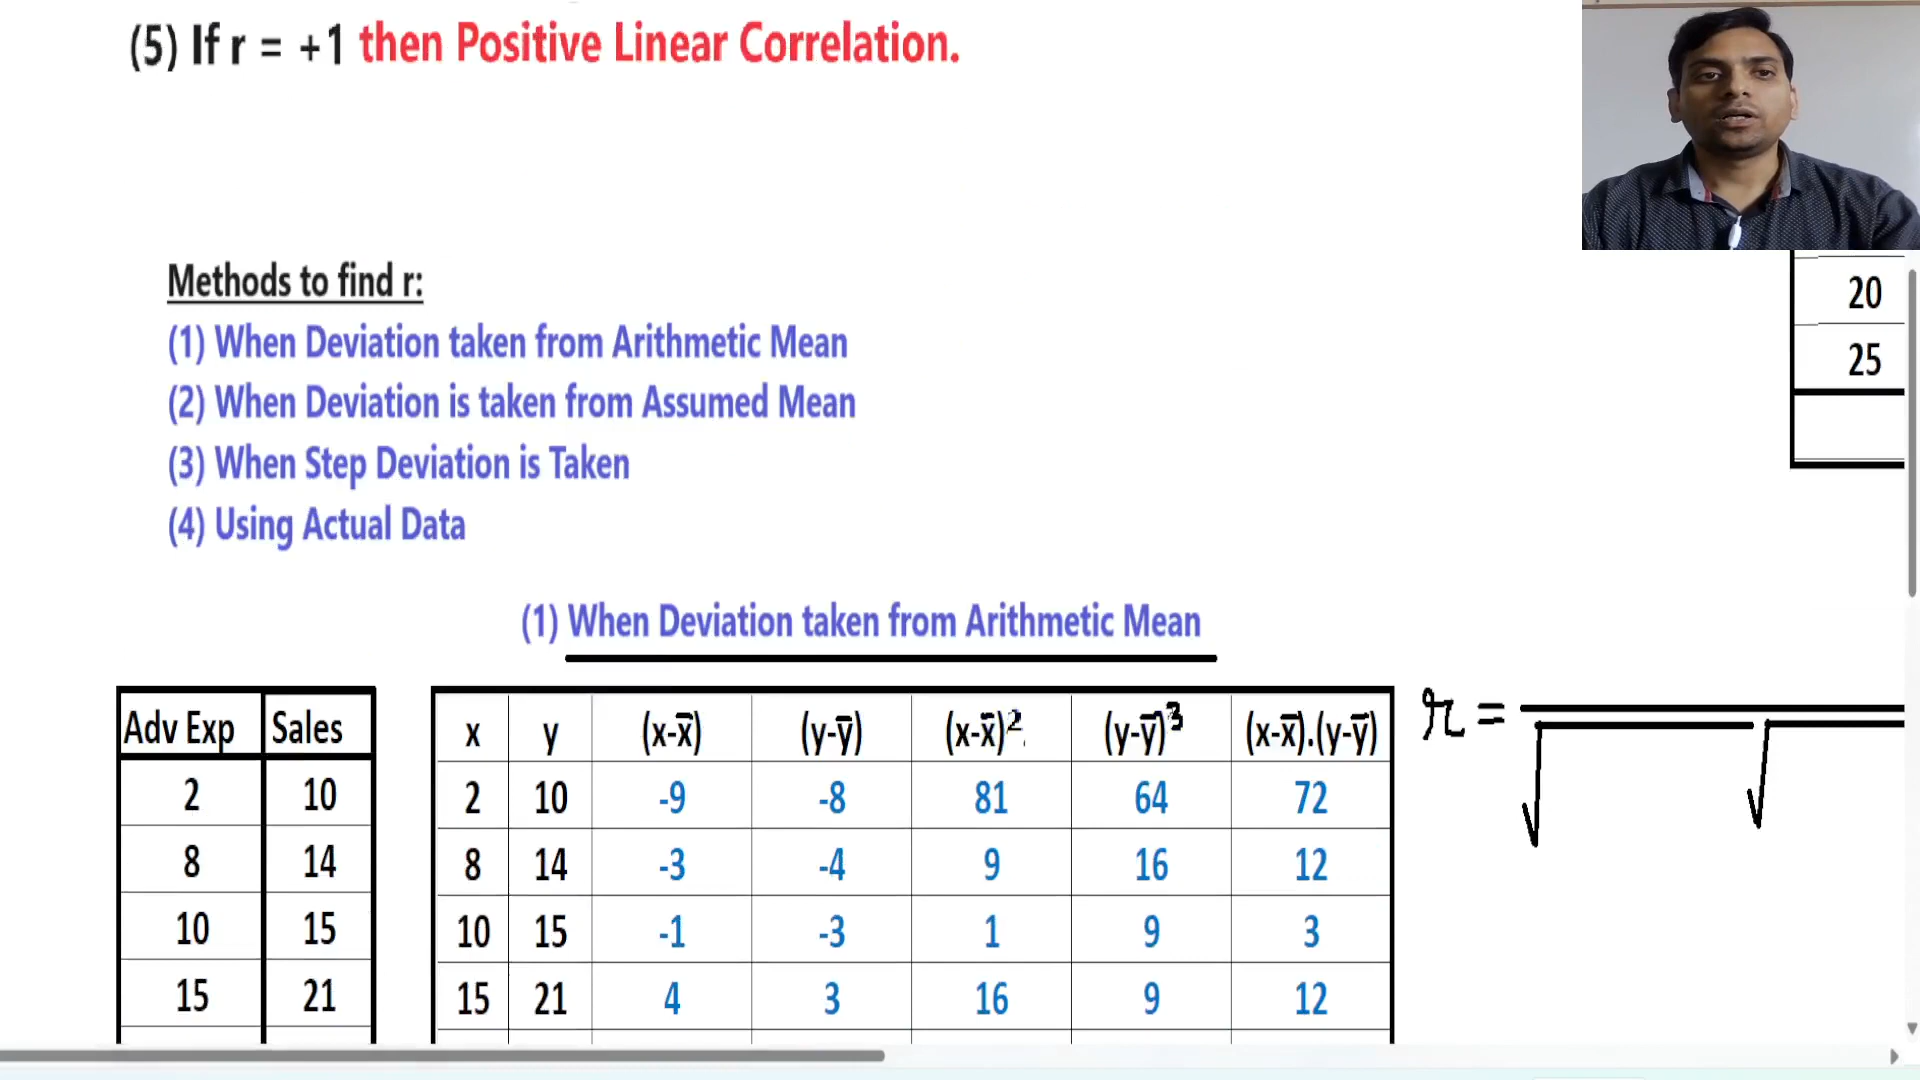 (5) If r = +1 then Positive Linear Correlation.
Methods to find r:
(1) When Deviation taken from Arithmetic Mean
(2) When Deviation is taken from Assumed Mean
(3) When Step Deviation is Taken
(4) Using Actual Data
20
25
(1) When Deviation taken from Arithmetic Mean
Adv Exp Sales
2 10
8 14
10 15
15 21
x y (x-x̅) (y-y̅) (x-x̅)² (y-y̅)³ (x-x̅).(y-y̅)
2 10 -9 -8 81 64 72
8 14 -3 -4 9 16 12
10 15 -1 -3 1 9 3
15 21 4 3 16 9 12
r = √ √